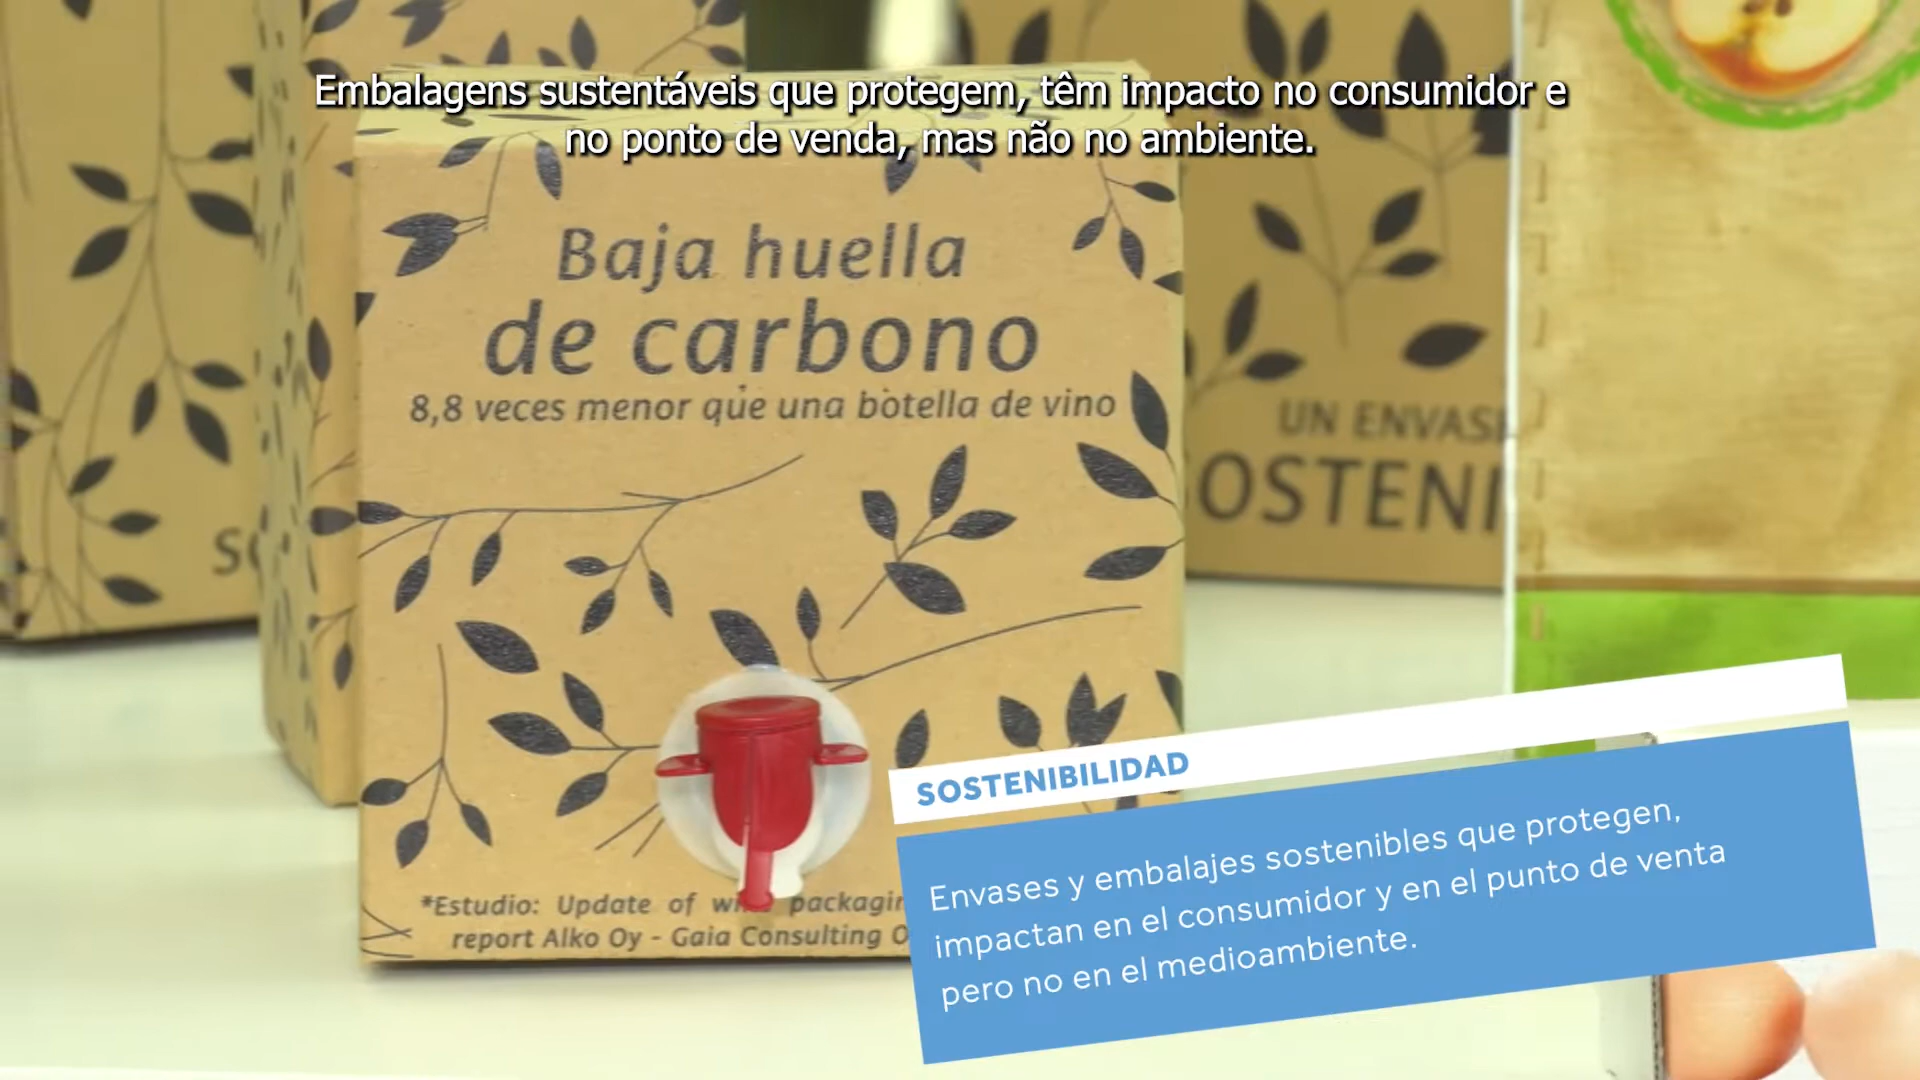 Embalagens sustentáveis que protegem, têm impacto no consumidor e
no ponto de venda, mas não no ambiente.
Baja huella
de carbono
8,8 veces menor que una botella de vino
UN ENVAS
OSTENI
*Estudio: Update of packagin
report Alko Oy - Gaia Consulting O
SOSTENIBILIDAD
Envases y embalajes sostenibles que protegen,
impactan en el consumidor y en el punto de venta
pero no en el medioambiente.